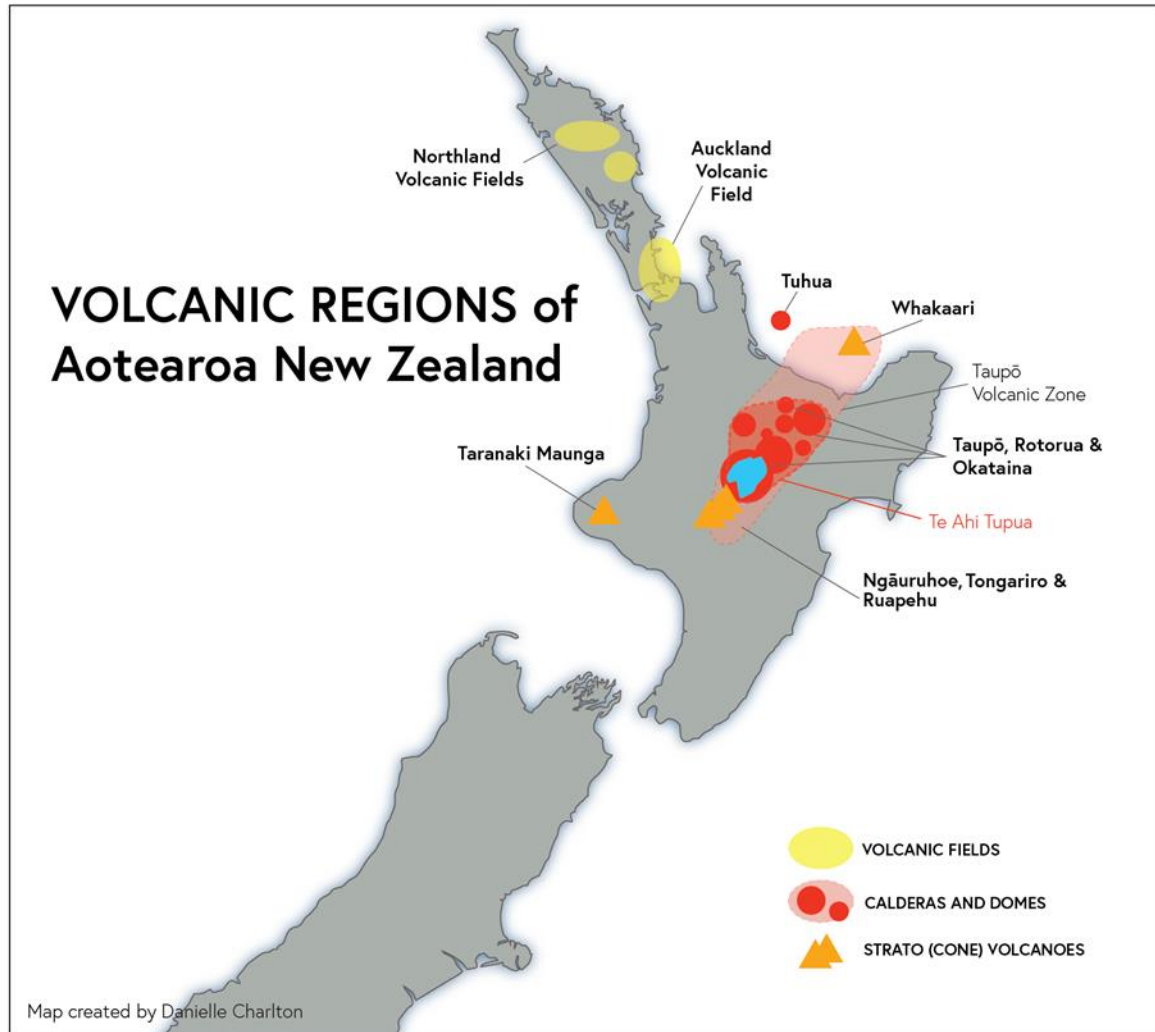 VOLCANIC REGIONS of
Aotearoa New Zealand
Northland
Volcanic Fields
Auckland
Volcanic
Field
Tuhua
Whakaari
Taupō
Volcanic Zone
Taranaki Maunga
Taupō, Rotorua &
Okataina
Te Ahi Tupua
Ngāuruhoe, Tongariro &
Ruapehu
VOLCANIC FIELDS
CALDERAS AND DOMES
STRATO (CONE) VOLCANOES
Map created by Danielle Charlton